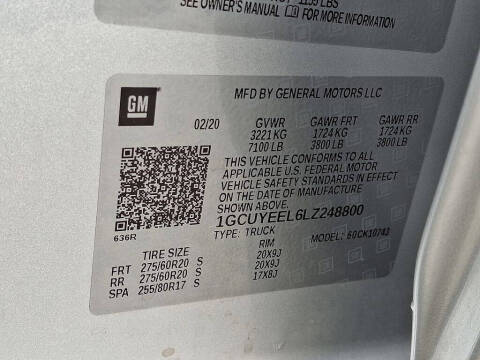 1199 LBS
SEE OWNER'S MANUAL FOR MORE INFORMATION
GM
MFD BY GENERAL MOTORS LLC
02/20 GVWR GAWR FRT GAWR RR
3221 KG 1724 KG 1724 KG
7100 LB 3800 LB 3800 LB
THIS VEHICLE CONFORMS TO ALL
APPLICABLE U.S. FEDERAL MOTOR
VEHICLE SAFETY STANDARDS IN EFFECT
ON THE DATE OF MANUFACTURE
SHOWN ABOVE.
1GCUYEEL6LZ248800
636R
TYPE: TRUCK MODEL: 60CK10743
TIRE SIZE RIM
FRT 275/60R20 S 20X9J
RR 275/60R20 S 20X9J
SPA 255/80R17 S 17X8J